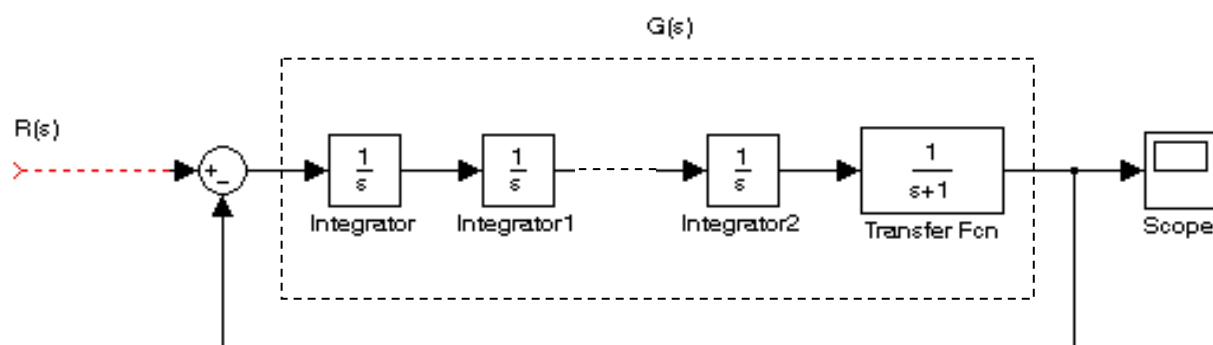 G(s)
R(s)
+
−
1
s
Integrator
1
s
Integrator1
1
s
Integrator2
1
s+1
Transfer Fcn
Scope